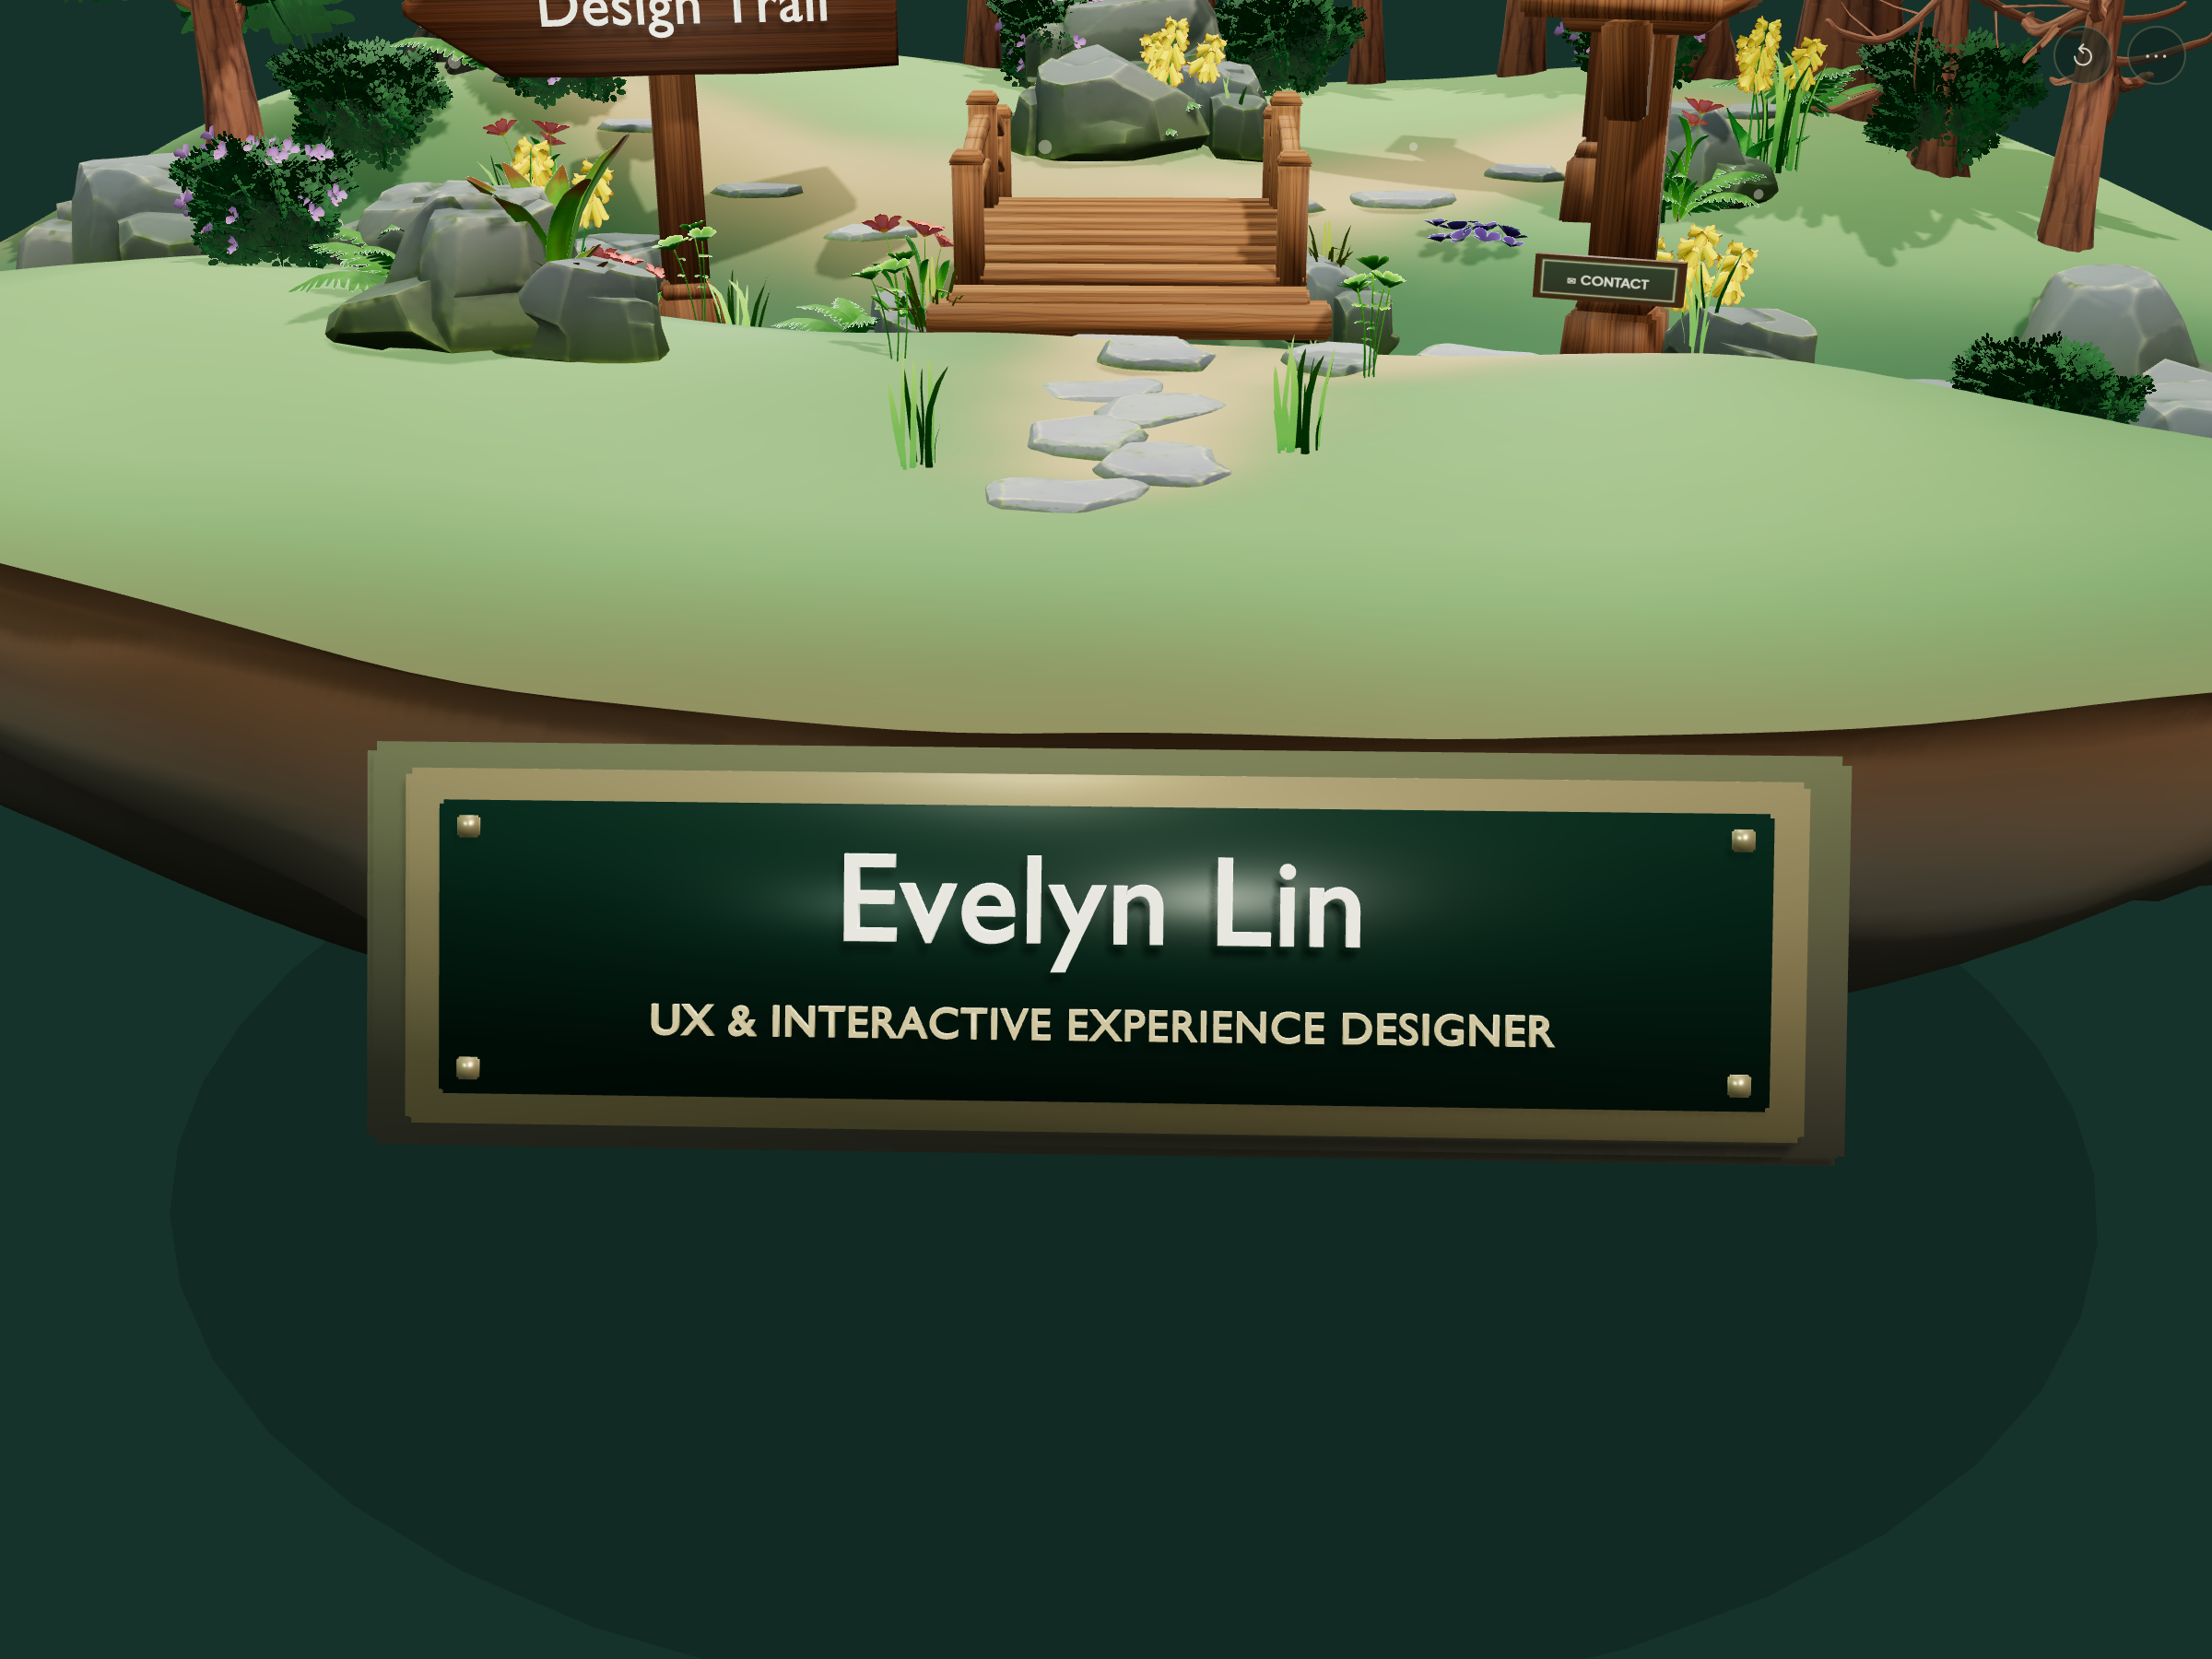 Design Trail
✉ CONTACT
Evelyn Lin
UX & INTERACTIVE EXPERIENCE DESIGNER